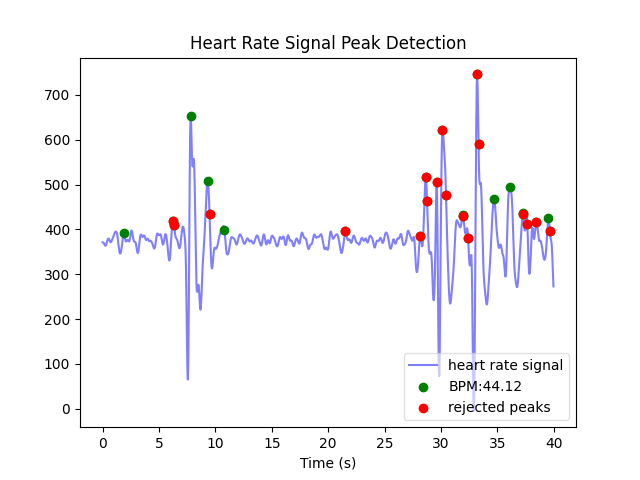 Heart Rate Signal Peak Detection
700
600
500
400
300
200
100
0
heart rate signal
BPM:44.12
rejected peaks
0 5 10 15 20 25 30 35 40
Time (s)